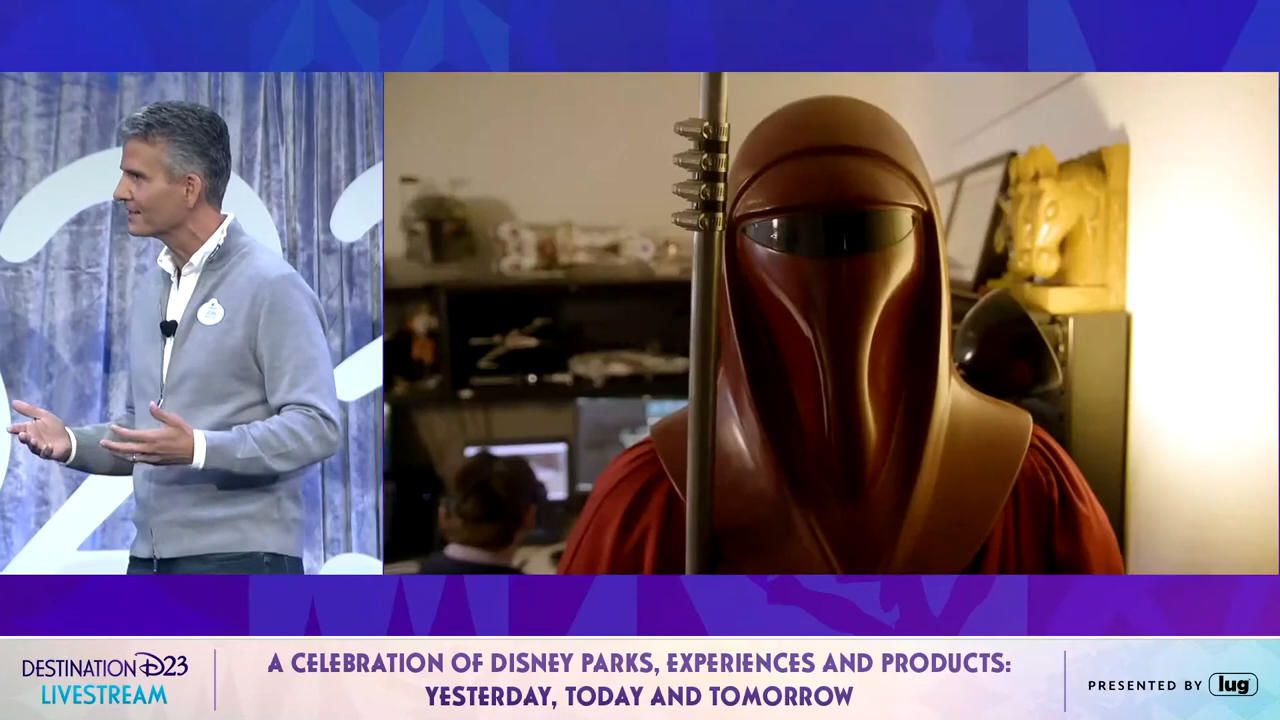 DESTINATION D23
LIVESTREAM
A CELEBRATION OF DISNEY PARKS, EXPERIENCES AND PRODUCTS:
YESTERDAY, TODAY AND TOMORROW
PRESENTED BY lug